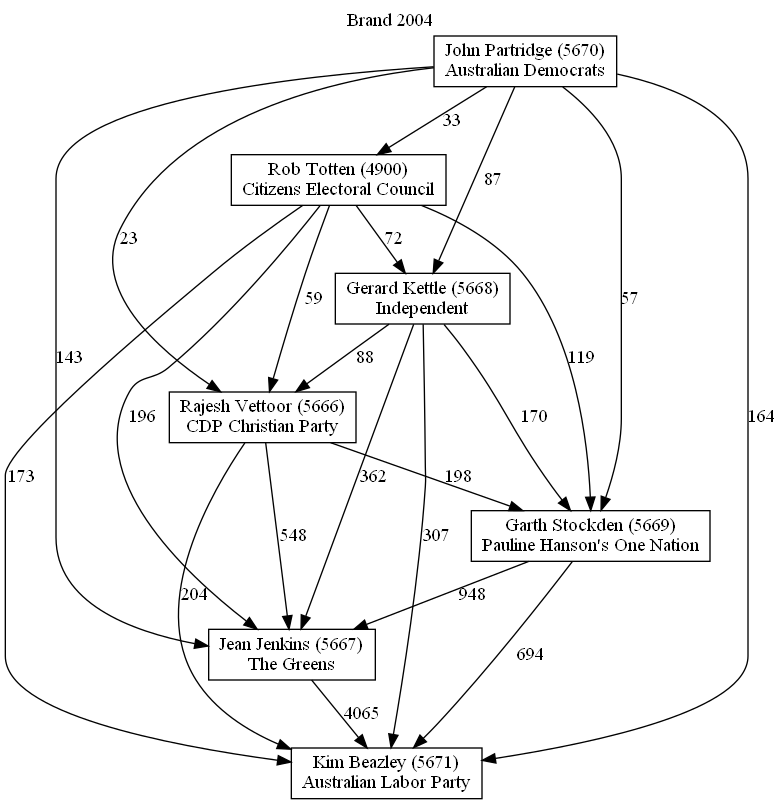 Brand 2004
John Partridge (5670)
Australian Democrats
33
87
Rob Totten (4900)
Citizens Electoral Council
23
72
59
57
Gerard Kettle (5668)
Independent
143
88
119
Rajesh Vettoor (5666)
CDP Christian Party
196
170
164
173
362
198
548
307
Garth Stockden (5669)
Pauline Hanson's One Nation
204
948
Jean Jenkins (5667)
The Greens
694
4065
Kim Beazley (5671)
Australian Labor Party